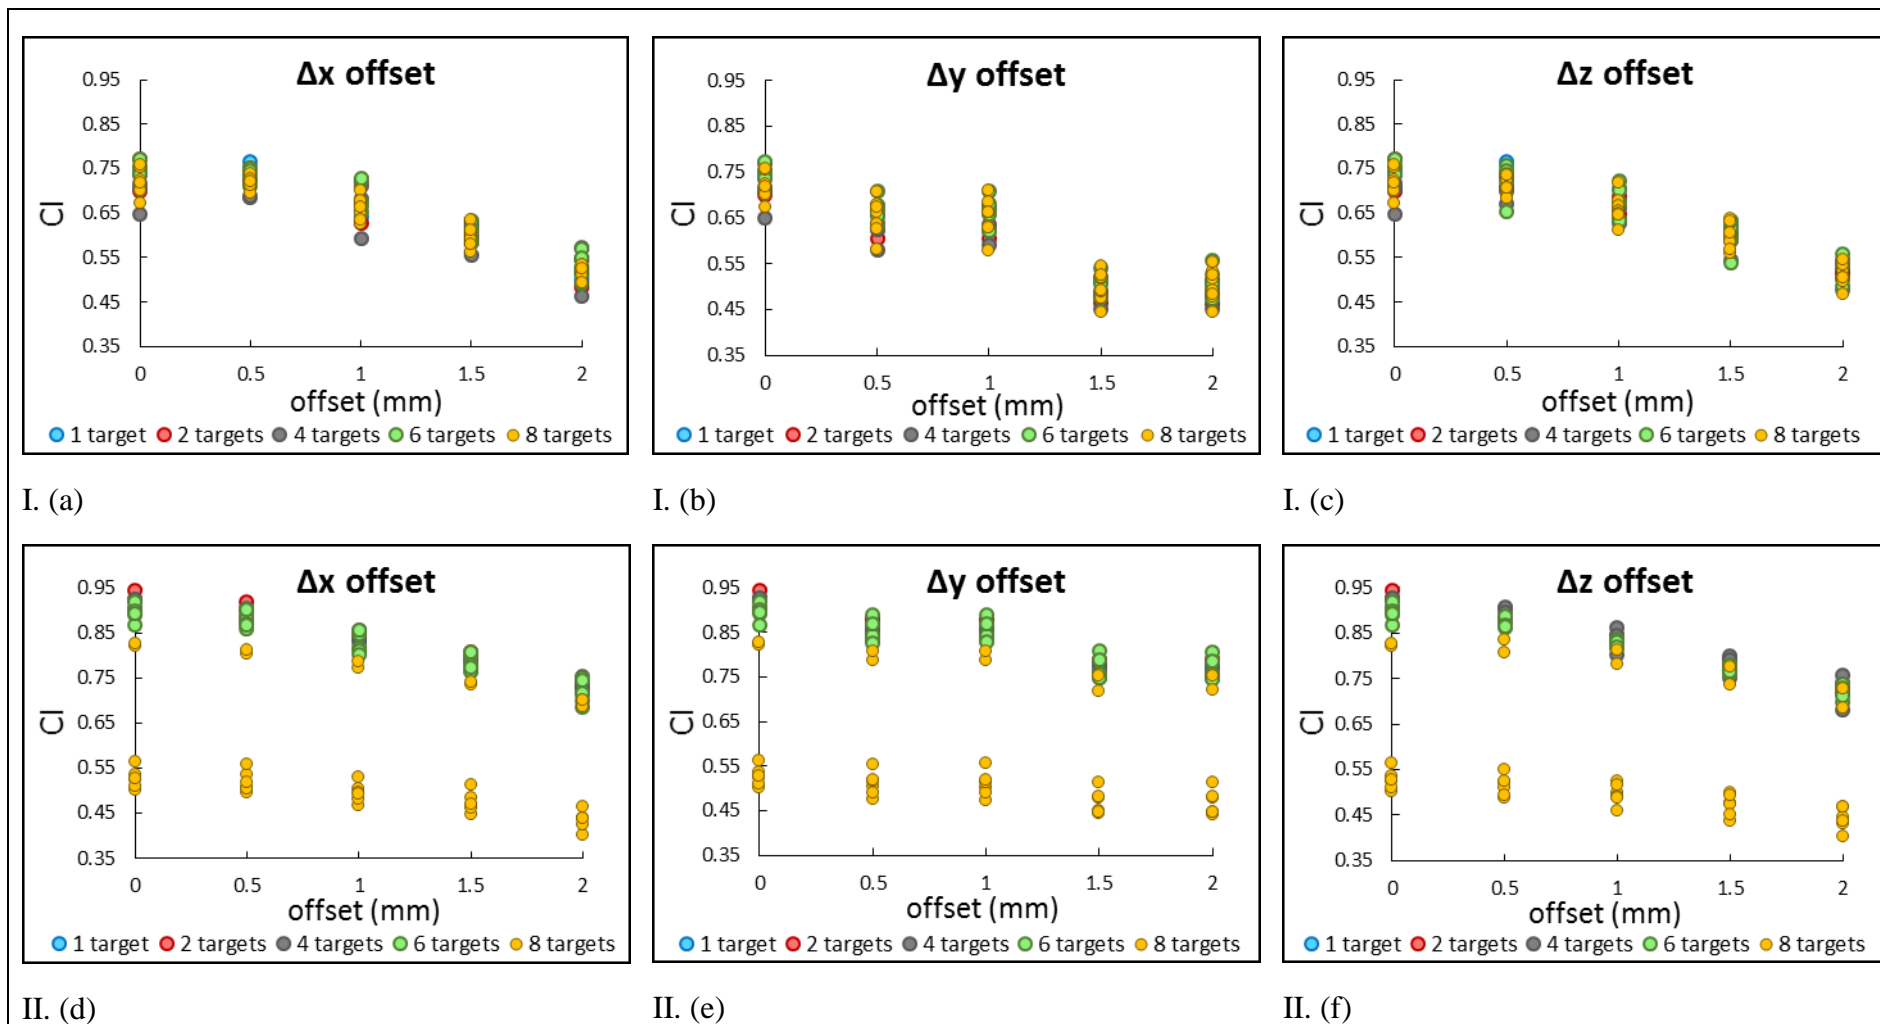 Δx offset
0.95
0.85
0.75
0.65
0.55
0.45
0.35
CI
0 0.5 1 1.5 2
offset (mm)
1 target 2 targets 4 targets 6 targets 8 targets
I. (a)
Δy offset
0.95
0.85
0.75
0.65
0.55
0.45
0.35
CI
0 0.5 1 1.5 2
offset (mm)
1 target 2 targets 4 targets 6 targets 8 targets
I. (b)
Δz offset
0.95
0.85
0.75
0.65
0.55
0.45
0.35
CI
0 0.5 1 1.5 2
offset (mm)
1 target 2 targets 4 targets 6 targets 8 targets
I. (c)
Δx offset
0.95
0.85
0.75
0.65
0.55
0.45
0.35
CI
0 0.5 1 1.5 2
offset (mm)
1 target 2 targets 4 targets 6 targets 8 targets
II. (d)
Δy offset
0.95
0.85
0.75
0.65
0.55
0.45
0.35
CI
0 0.5 1 1.5 2
offset (mm)
1 target 2 targets 4 targets 6 targets 8 targets
II. (e)
Δz offset
0.95
0.85
0.75
0.65
0.55
0.45
0.35
CI
0 0.5 1 1.5 2
offset (mm)
1 target 2 targets 4 targets 6 targets 8 targets
II. (f)